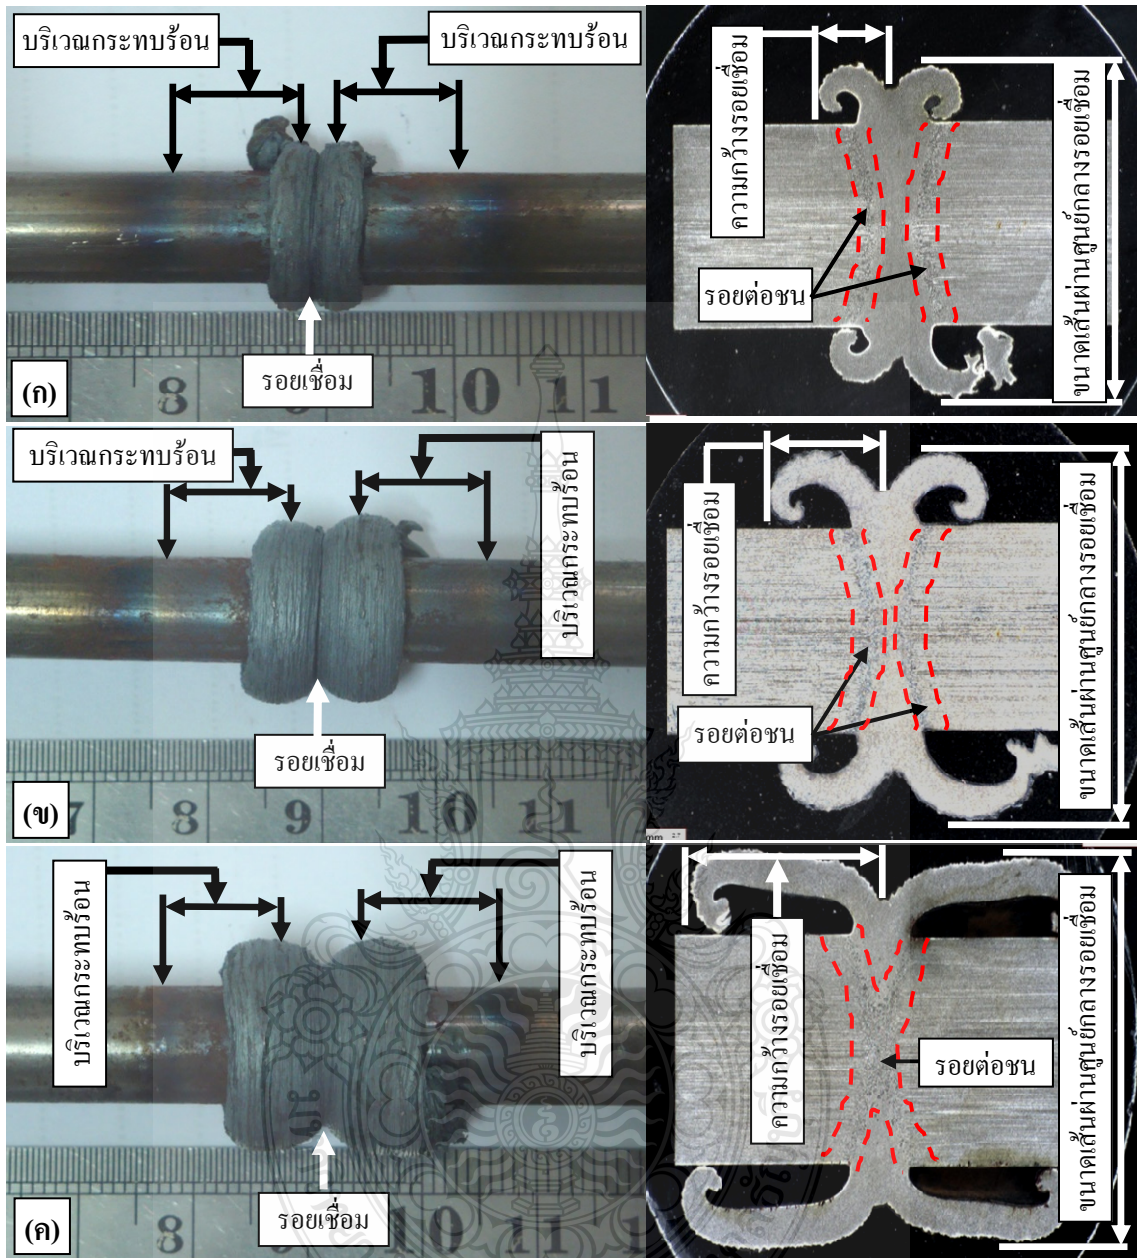 บริเวณกระทบร้อน
บริเวณกระทบร้อน
รอยเชื่อม
8
10
11
(ก)
ความกว้างรอยเชื่อม
รอยต่อชน
ขนาดเส้นผ่านศูนย์กลางรอยเชื่อม
บริเวณกระทบร้อน
บริเวณกระทบร้อน
รอยเชื่อม
7 8 9 10 11
(ข)
ความกว้างรอยเชื่อม
รอยต่อชน
ขนาดเส้นผ่านศูนย์กลางรอยเชื่อม
mm
บริเวณกระทบร้อน
บริเวณกระทบร้อน
รอยเชื่อม
8
10
11
(ค)
ความกว้างรอยเชื่อม
รอยต่อชน
ขนาดเส้นผ่านศูนย์กลางรอยเชื่อม